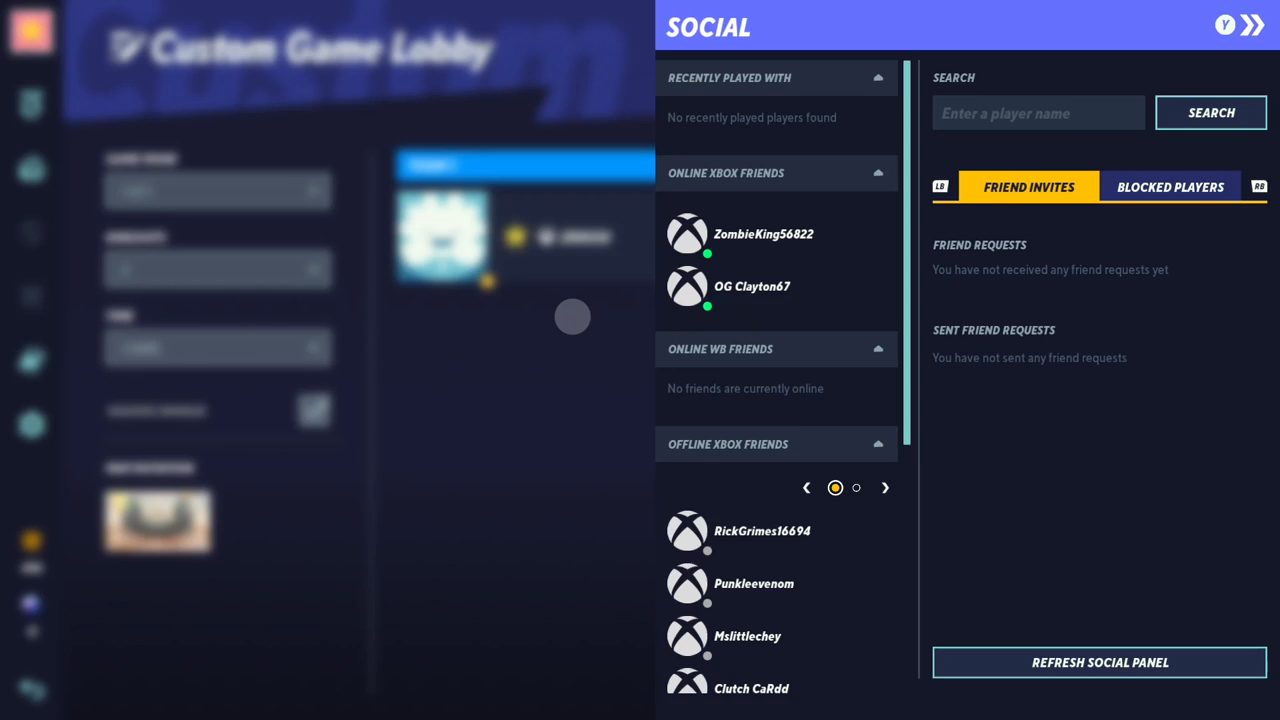 Custom Game Lobby
SOCIAL
Y
RECENTLY PLAYED WITH
No recently played players found
ONLINE XBOX FRIENDS
ZombieKing56822
OG Clayton67
ONLINE WB FRIENDS
No friends are currently online
OFFLINE XBOX FRIENDS
RickGrimes16694
Punkleevenom
Mslittlechey
Clutch CaRdd
SEARCH
Enter a player name
SEARCH
LB
FRIEND INVITES
BLOCKED PLAYERS
RB
FRIEND REQUESTS
You have not received any friend requests yet
SENT FRIEND REQUESTS
You have not sent any friend requests
REFRESH SOCIAL PANEL